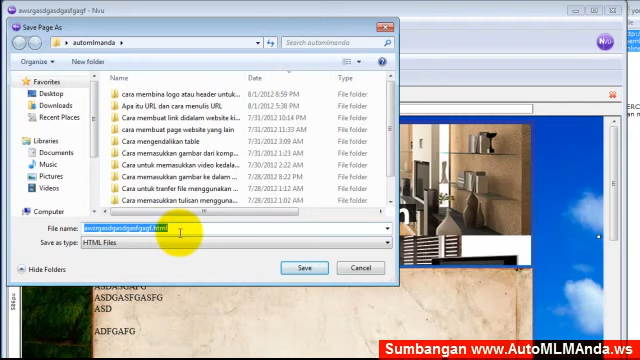 awsrgasdgasdgasfgagf - Nvu
Save Page As
automlmanda
Search automlmanda
Organize
New folder
Name
Date
Type
Favorites
Desktop
Downloads
Recent Places
Libraries
Documents
Music
Pictures
Videos
Computer
cara membina logo atau header untuk... 8/1/2012 8:59 PM File folder
Apa itu URL dan cara menulis URL 8/1/2012 5:38 PM File folder
Cara membuat link didalam website ki... 7/31/2012 10:14 PM File folder
cara membuat page website yang lain 7/31/2012 11:33 AM File folder
Cara mengendalikan table 7/31/2012 3:09 AM File folder
Cara memasukkan gambar dari komp... 7/31/2012 1:23 AM File folder
Cara untuk memasukkan video kedala... 7/30/2012 2:22 AM File folder
Cara memasukkan gambar ke dalam ... 7/28/2012 9:22 PM File folder
Cara untuk tranfer file menggunakan ... 7/28/2012 1:12 AM File folder
Cara memasukkan tulisan mengguna... 7/28/2012 1:02 AM File folder
File name: awsrgasdgasdgasfgagf.html
Save as type: HTML Files
Hide Folders
Save
Cancel
ASDGASFGASFG
ASD
ADFGAFG
Sumbangan www.AutoMLMAnda.ws